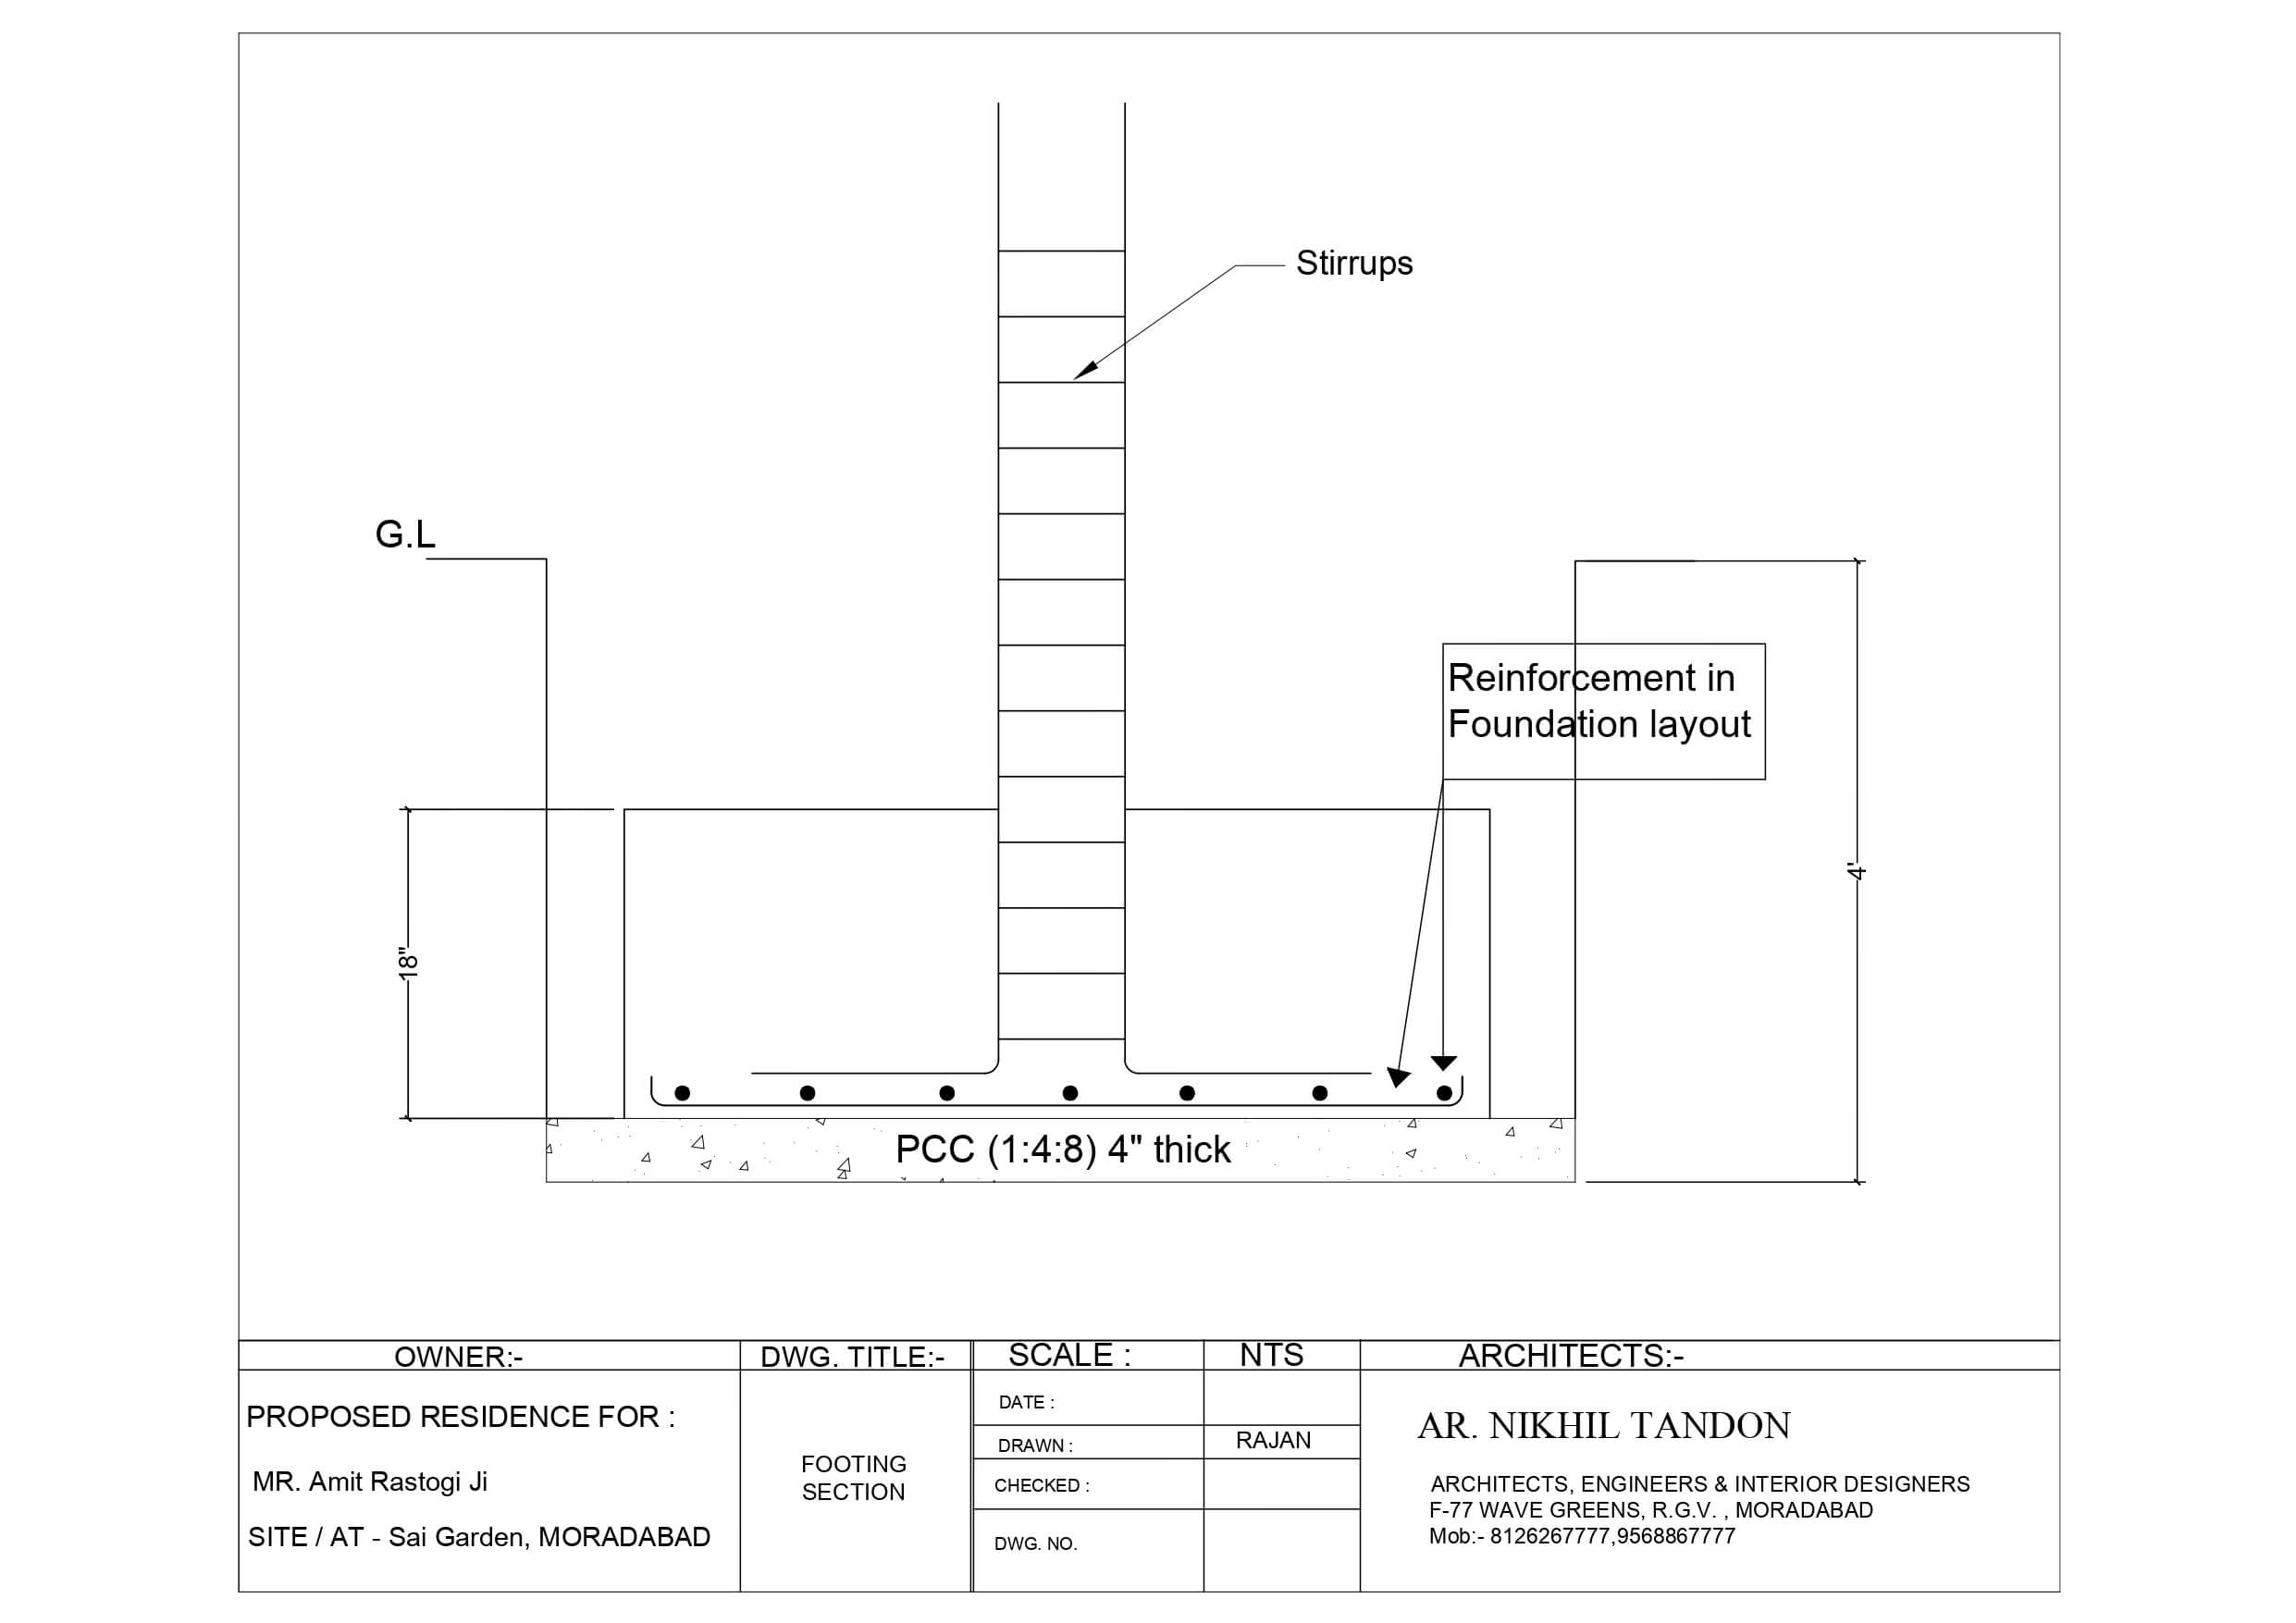 Stirrups
G.L
Reinforcement in
Foundation layout
4'
18"
PCC (1:4:8) 4" thick
OWNER:-
PROPOSED RESIDENCE FOR :
MR. Amit Rastogi Ji
SITE / AT - Sai Garden, MORADABAD
DWG. TITLE:-
FOOTING
SECTION
SCALE : NTS
DATE :
DRAWN : RAJAN
CHECKED :
DWG. NO.
ARCHITECTS:-
AR. NIKHIL TANDON
ARCHITECTS, ENGINEERS & INTERIOR DESIGNERS
F-77 WAVE GREENS, R.G.V. , MORADABAD
Mob:- 8126267777,9568867777